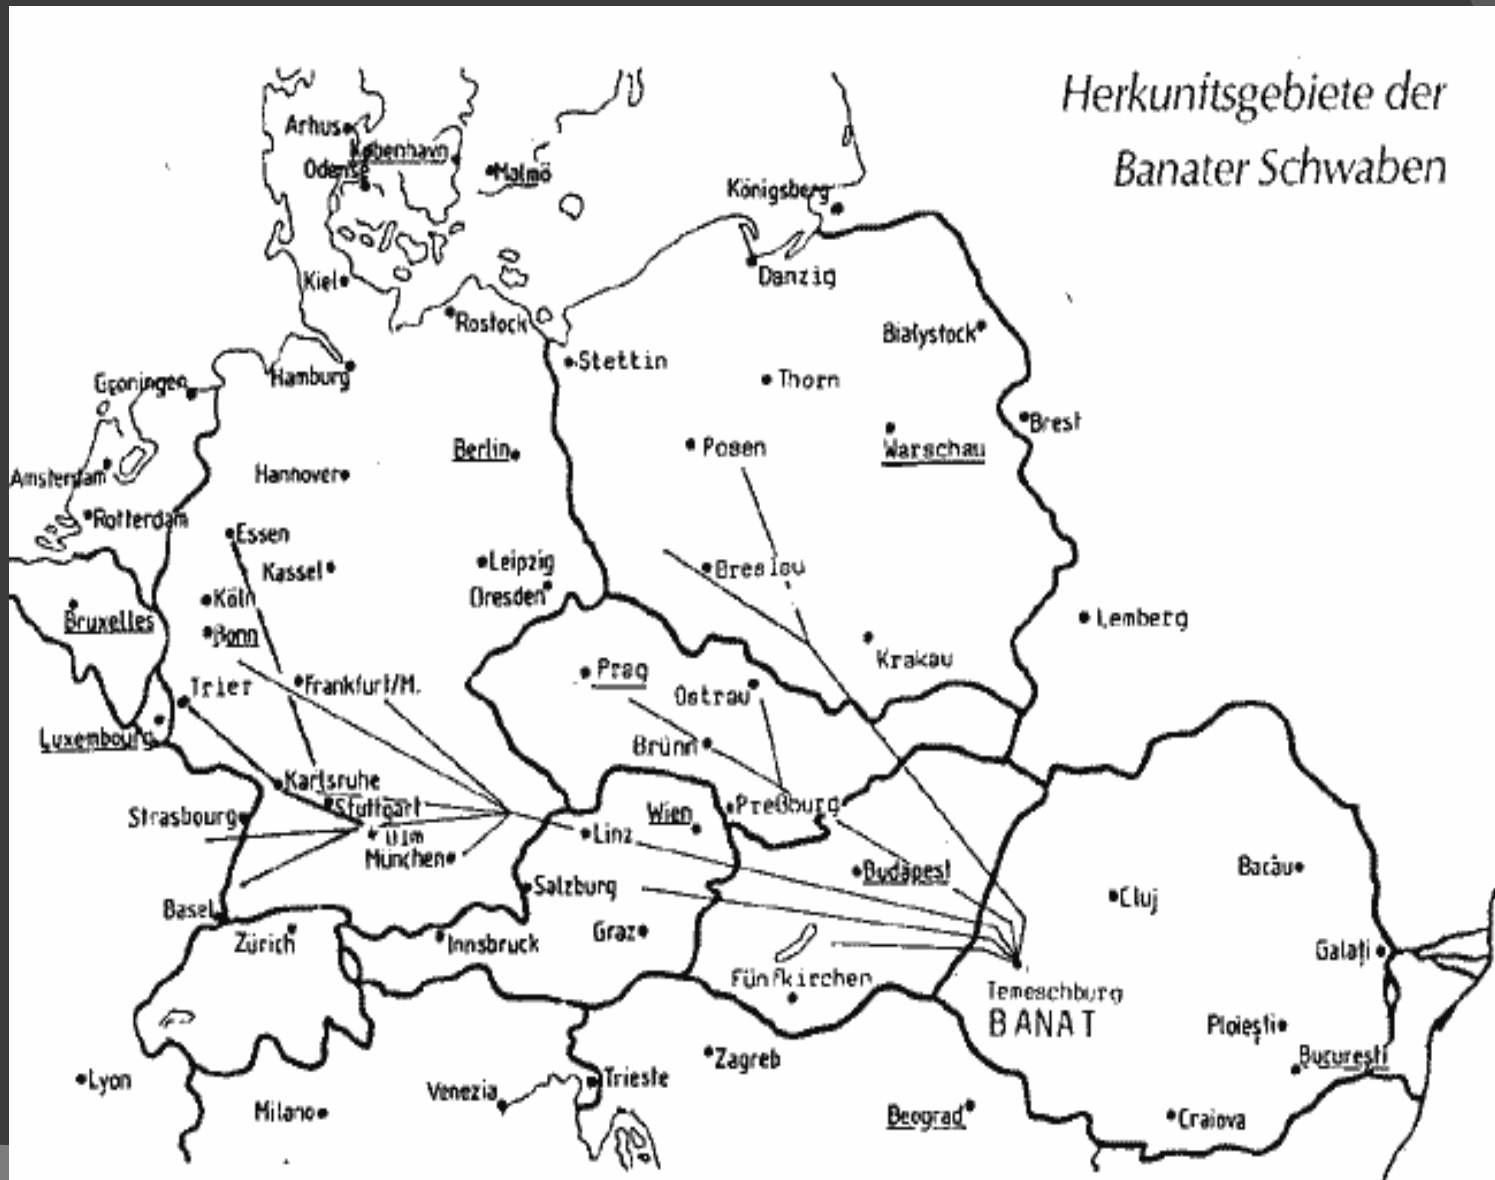 Herkunftsgebiete der
Banater Schwaben
Arhus
København
Odense
Malmö
Königsberg
Kiel
Danzig
Rostock
Białystock
Stettin
Groningen
Hamburg
Thorn
Brest
Berlin
Posen
Warschau
Amsterdam
Hannover
Rotterdam
Essen
Leipzig
Kassel
Breslau
Dresden
Köln
Bruxelles
Bonn
Lemberg
Krakau
Prag
Trier
Frankfurt/M.
Ostrau
Luxembourg
Brünn
Karlsruhe
Stuttgart
Preßburg
Wien
Strasbourg
Ulm
Linz
München
Budapest
Bacău
Salzburg
Cluj
Basel
Zürich
Innsbruck
Graz
Galați
Fünfkirchen
Temeschburg
BANAT
Ploiești
București
Zagreb
Lyon
Trieste
Venezia
Milano
Beograd
Craiova